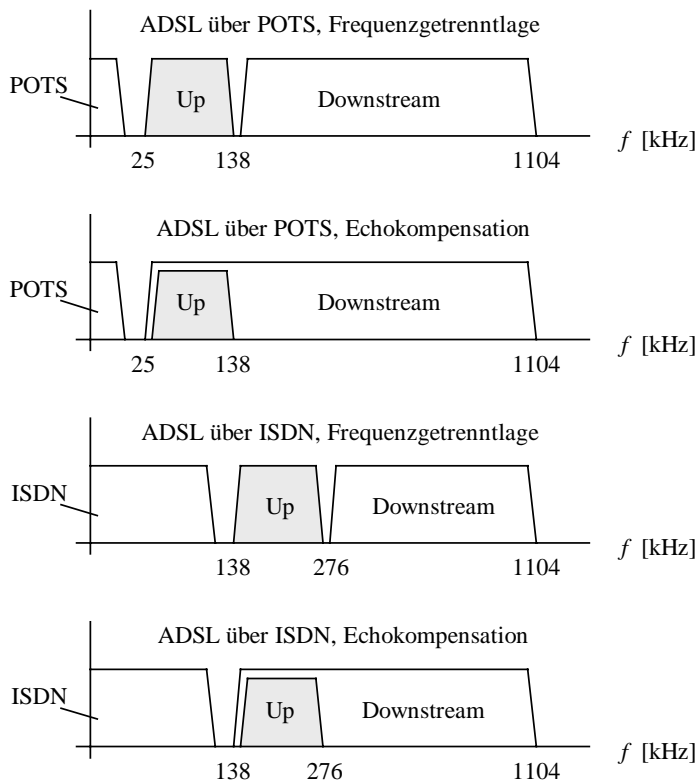 ADSL über POTS, Frequenzgetrenntlage
POTS
Up
Downstream
f [kHz]
25 138 1104
ADSL über POTS, Echokompensation
POTS
Up
Downstream
f [kHz]
25 138 1104
ADSL über ISDN, Frequenzgetrenntlage
ISDN
Up
Downstream
f [kHz]
138 276 1104
ADSL über ISDN, Echokompensation
ISDN
Up
Downstream
f [kHz]
138 276 1104